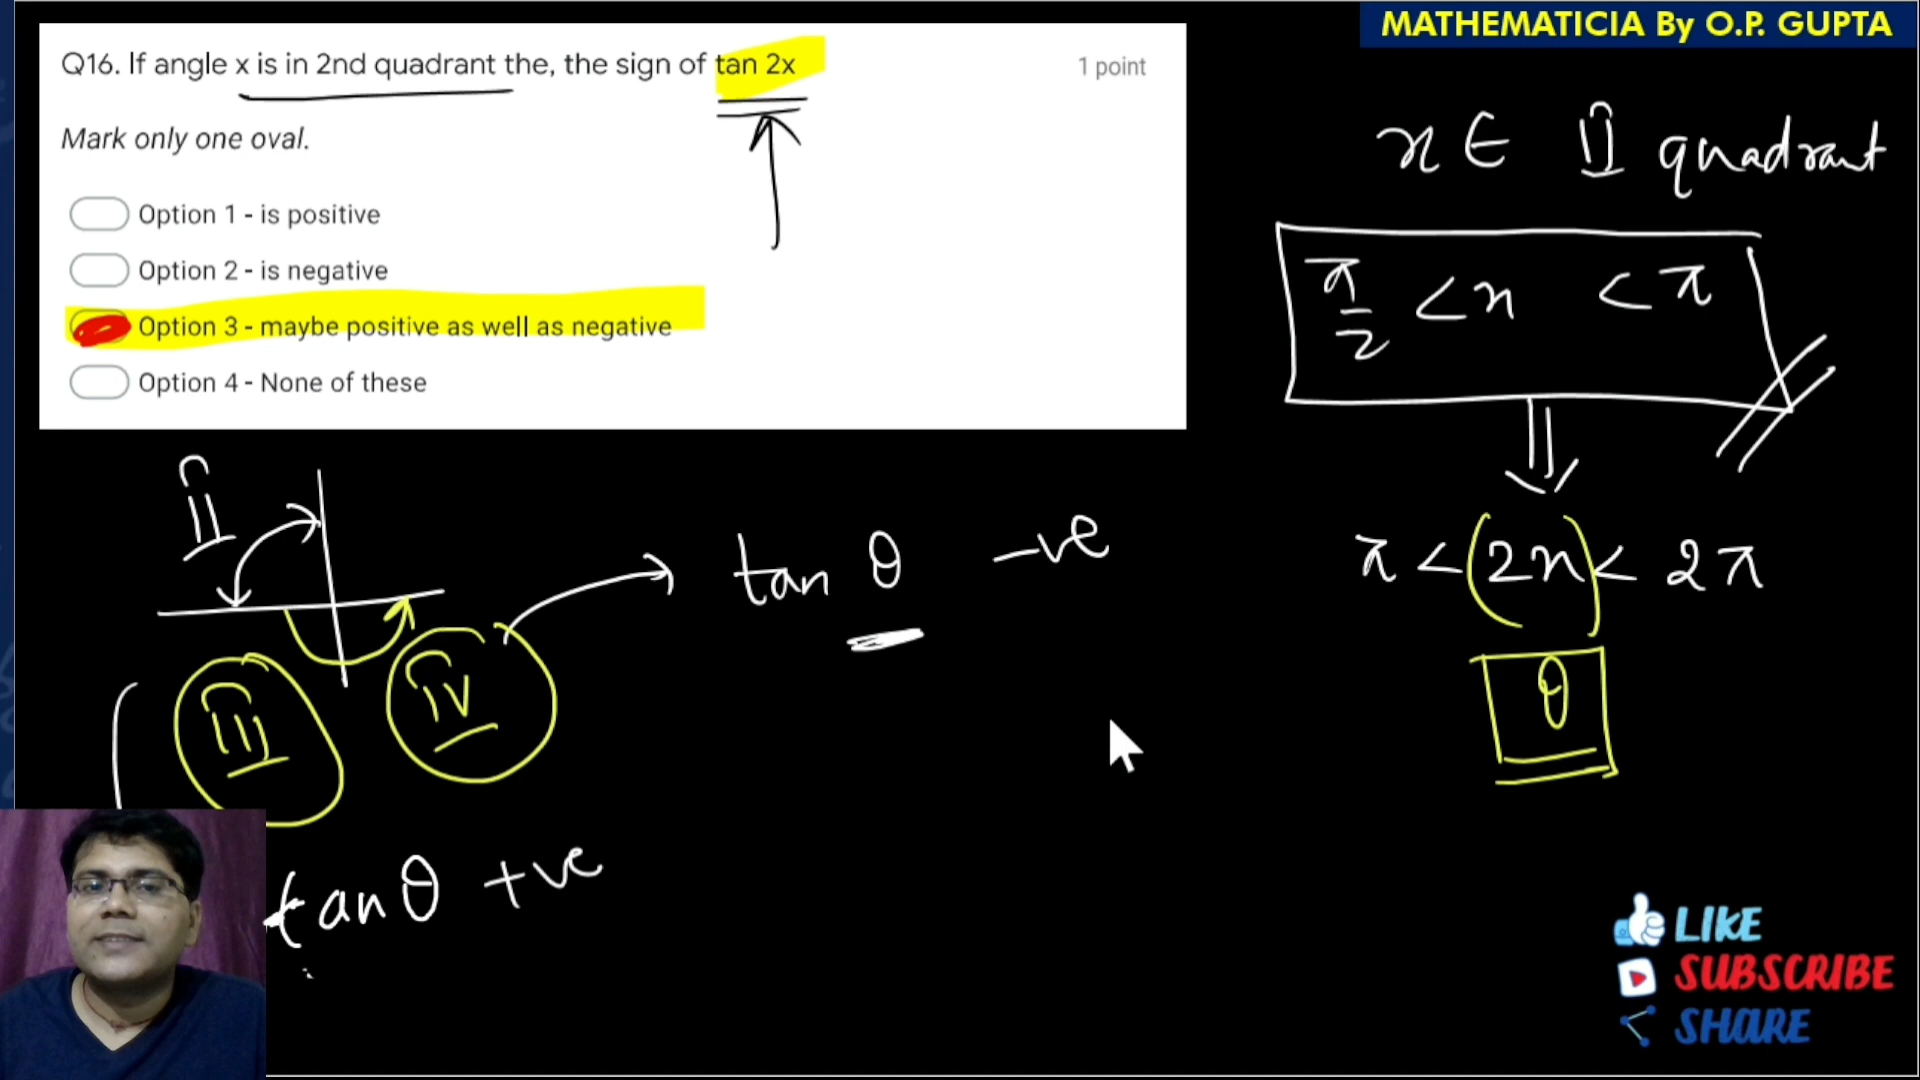 MATHEMATICIA By O.P. GUPTA
Q16. If angle x is in 2nd quadrant the, the sign of tan 2x
1 point
Mark only one oval.
Option 1 - is positive
Option 2 - is negative
Option 3 - maybe positive as well as negative
Option 4 - None of these
x ∈ II quadrant
π/2 < x < π
π < (2x) < 2π
θ
II
III
IV
tan θ -ve
tan θ +ve
LIKE
SUBSCRIBE
SHARE